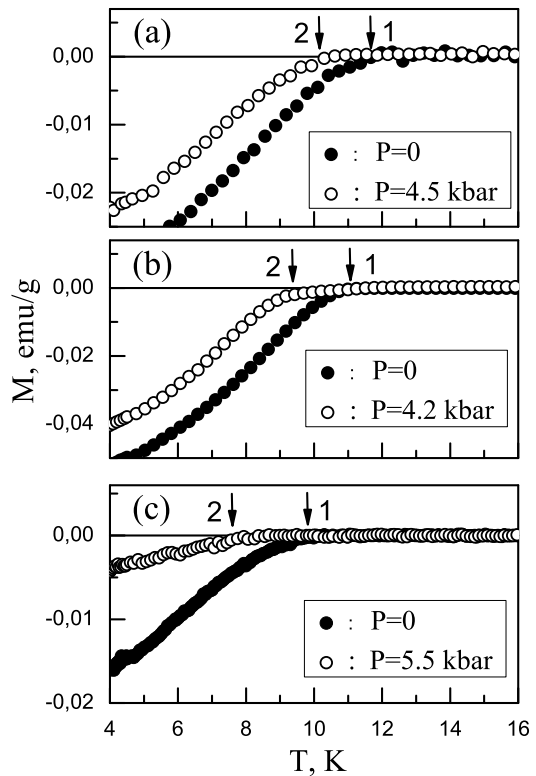 (a)
2
1
0,00
-0,01
-0,02
● : P=0
○ : P=4.5 kbar
(b)
2
1
0,00
-0,02
-0,04
M, emu/g
● : P=0
○ : P=4.2 kbar
(c)
2
1
0,00
-0,01
-0,02
● : P=0
○ : P=5.5 kbar
4 6 8 10 12 14 16
T, K